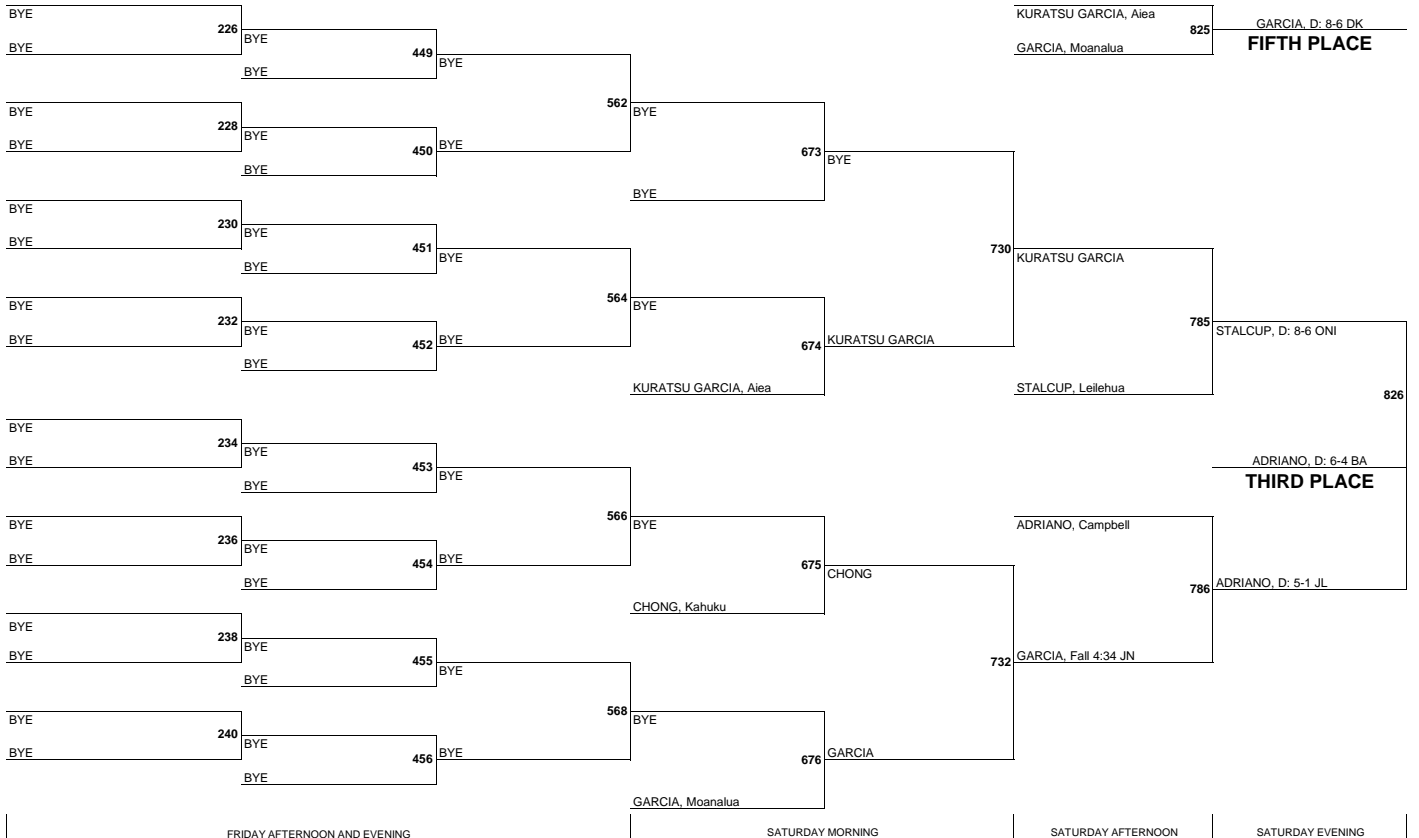 BYE
226
BYE
BYE
449
BYE
BYE
562
BYE
228
BYE
BYE
450
BYE
BYE
BYE
673
BYE
BYE
BYE
230
BYE
BYE
451
BYE
BYE
564
BYE
232
BYE
BYE
452
BYE
BYE
BYE
674
KURATSU GARCIA
KURATSU GARCIA, Aiea
730
KURATSU GARCIA
785
STALCUP, Leilehua
STALCUP, D: 8-6 ONI
826
BYE
234
BYE
BYE
453
BYE
BYE
566
BYE
236
BYE
BYE
454
BYE
BYE
BYE
675
CHONG
CHONG, Kahuku
BYE
238
BYE
BYE
455
BYE
BYE
568
BYE
240
BYE
BYE
456
BYE
BYE
BYE
676
GARCIA
GARCIA, Moanalua
732
GARCIA, Fall 4:34 JN
ADRIANO, Campbell
786
ADRIANO, D: 5-1 JL
ADRIANO, D: 6-4 BA
THIRD PLACE
KURATSU GARCIA, Aiea
825
GARCIA, Moanalua
GARCIA, D: 8-6 DK
FIFTH PLACE
FRIDAY AFTERNOON AND EVENING
SATURDAY MORNING
SATURDAY AFTERNOON
SATURDAY EVENING